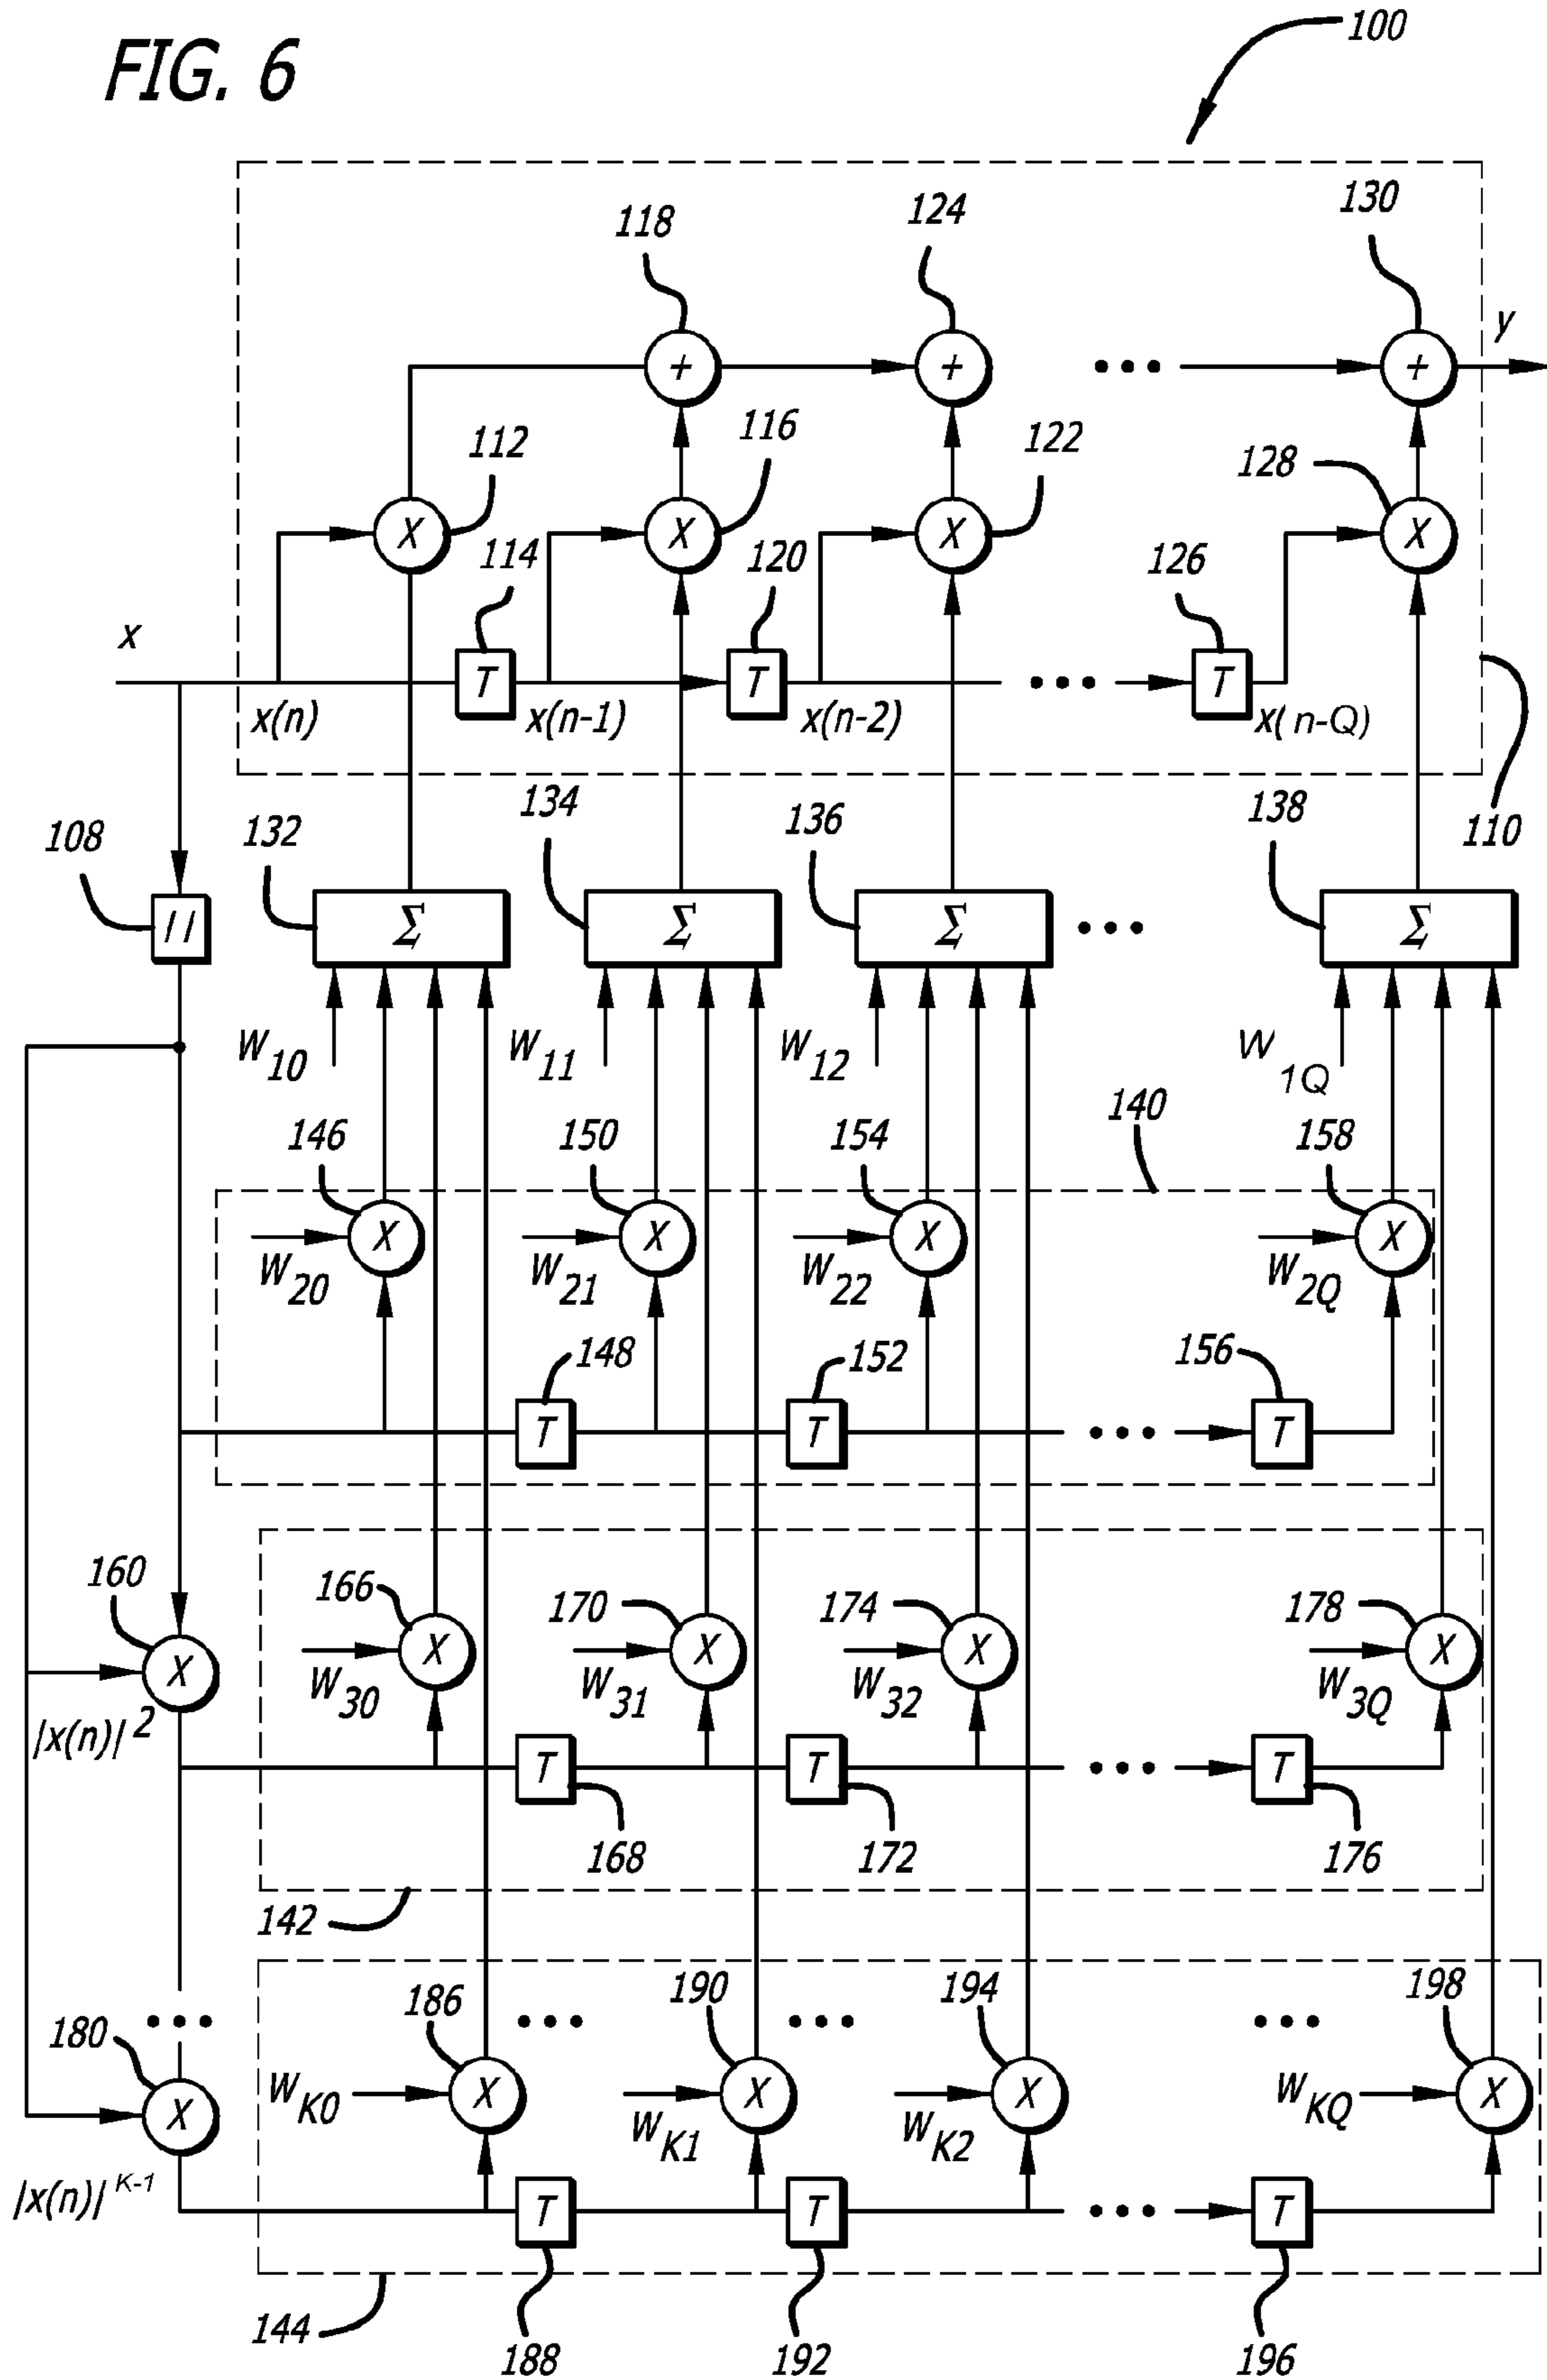 FIG. 6
100
118
124
130
+
+
• • •
+
y
112
116
122
128
X
X
X
X
114
120
126
x
T
T
• • •
T
x(n)
x(n-1)
x(n-2)
x(n-Q)
108
132
134
136
138
110
//
Σ
Σ
Σ
• • •
Σ
W10
W11
W12
W1Q
140
146
150
154
158
X
X
X
X
W20
W21
W22
W2Q
148
152
156
T
T
• • •
T
160
166
170
174
178
X
X
X
X
X
W30
W31
W32
W3Q
|x(n)|2
T
T
• • •
T
168
172
176
142
180
186
190
194
198
• • •
• • •
• • •
• • •
X
X
X
X
X
WK0
WK1
WK2
WKQ
|x(n)|K-1
T
T
• • •
T
144
188
192
196